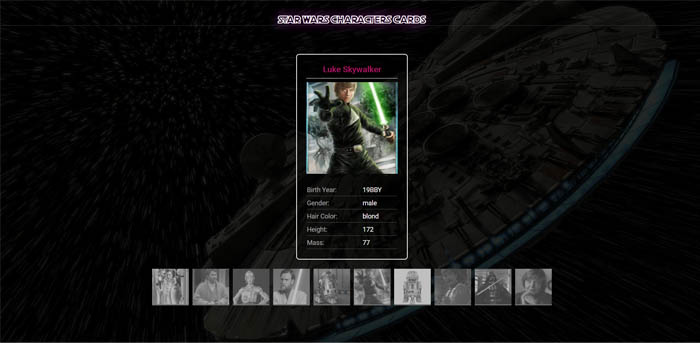 STAR WARS CHARACTERS CARDS
Luke Skywalker
Birth Year: 19BBY
Gender: male
Hair Color: blond
Height: 172
Mass: 77